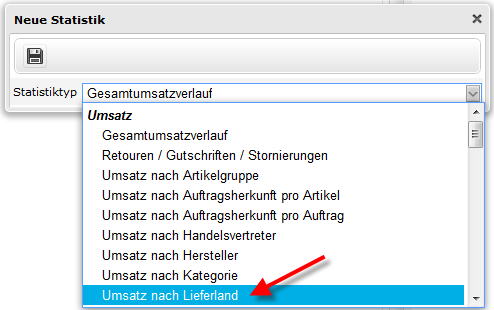 Neue Statistik
Statistiktyp Gesamtumsatzverlauf
Umsatz
Gesamtumsatzverlauf
Retouren / Gutschriften / Stornierungen
Umsatz nach Artikelgruppe
Umsatz nach Auftragsherkunft pro Artikel
Umsatz nach Auftragsherkunft pro Auftrag
Umsatz nach Handelsvertreter
Umsatz nach Hersteller
Umsatz nach Kategorie
Umsatz nach Lieferland